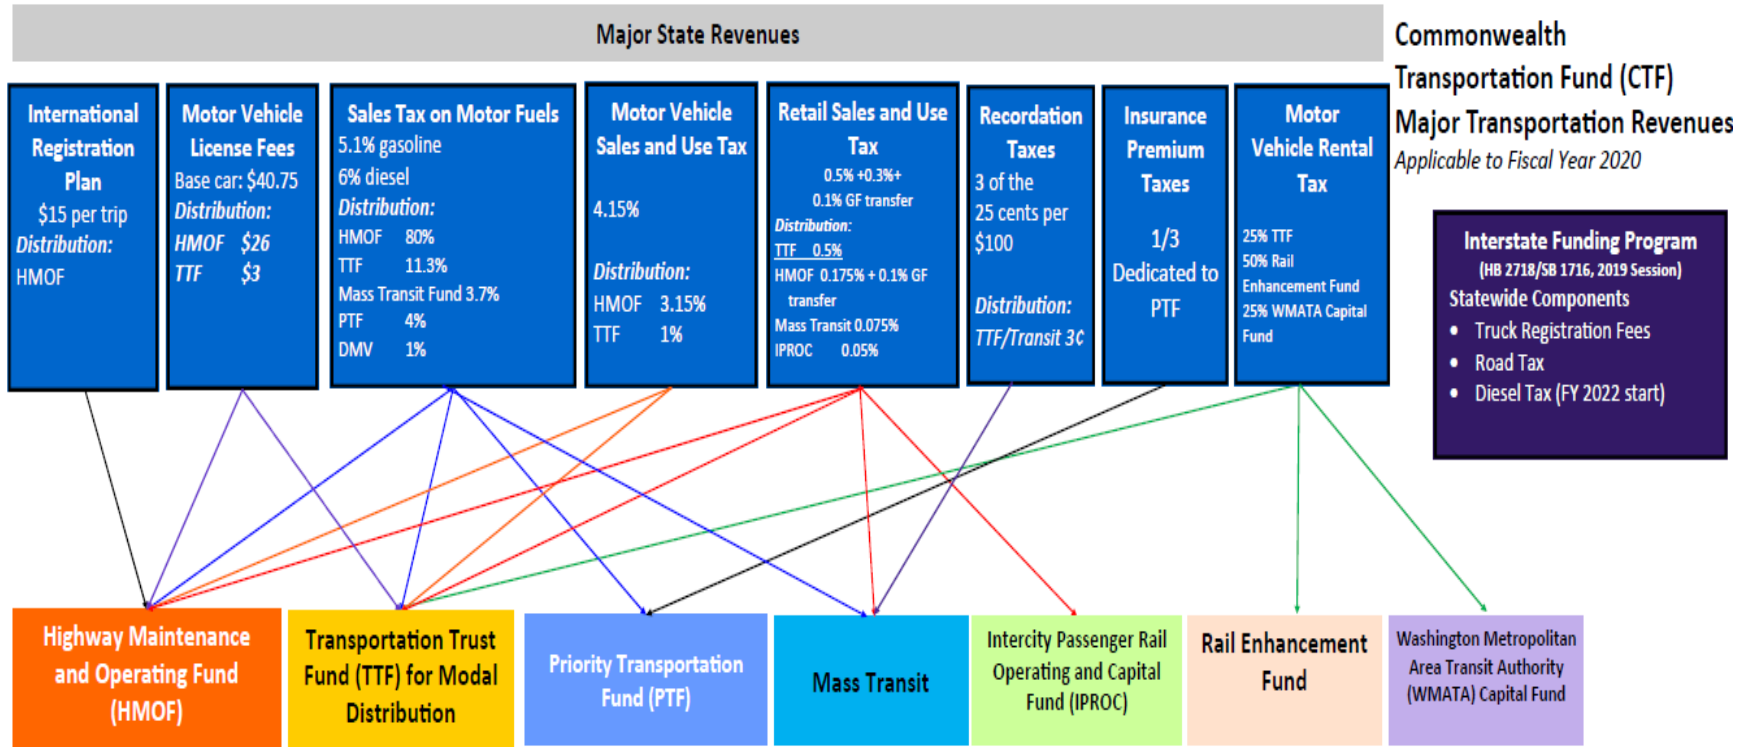 Major State Revenues
Commonwealth
Transportation Fund (CTF)
Major Transportation Revenues
Applicable to Fiscal Year 2020
International
Registration
Plan
$15 per trip
Distribution:
HMOF
Motor Vehicle
License Fees
Base car: $40.75
Distribution:
HMOF $26
TTF $3
Sales Tax on Motor Fuels
5.1% gasoline
6% diesel
Distribution:
HMOF 80%
TTF 11.3%
Mass Transit Fund 3.7%
PTF 4%
DMV 1%
Motor Vehicle
Sales and Use Tax
4.15%
Distribution:
HMOF 3.15%
TTF 1%
Retail Sales and Use
Tax
0.5% +0.3%+
0.1% GF transfer
Distribution:
TTF 0.5%
HMOF 0.175% + 0.1% GF
transfer
Mass Transit 0.075%
IPROC 0.05%
Recordation
Taxes
3 of the
25 cents per
$100
Distribution:
TTF/Transit 3¢
Insurance
Premium
Taxes
1/3
Dedicated to
PTF
Motor
Vehicle Rental
Tax
25% TTF
50% Rail
Enhancement Fund
25% WMATA Capital
Fund
Interstate Funding Program
(HB 2718/SB 1716, 2019 Session)
Statewide Components
• Truck Registration Fees
• Road Tax
• Diesel Tax (FY 2022 start)
Highway Maintenance
and Operating Fund
(HMOF)
Transportation Trust
Fund (TTF) for Modal
Distribution
Priority Transportation
Fund (PTF)
Mass Transit
Intercity Passenger Rail
Operating and Capital
Fund (IPROC)
Rail Enhancement
Fund
Washington Metropolitan
Area Transit Authority
(WMATA) Capital Fund